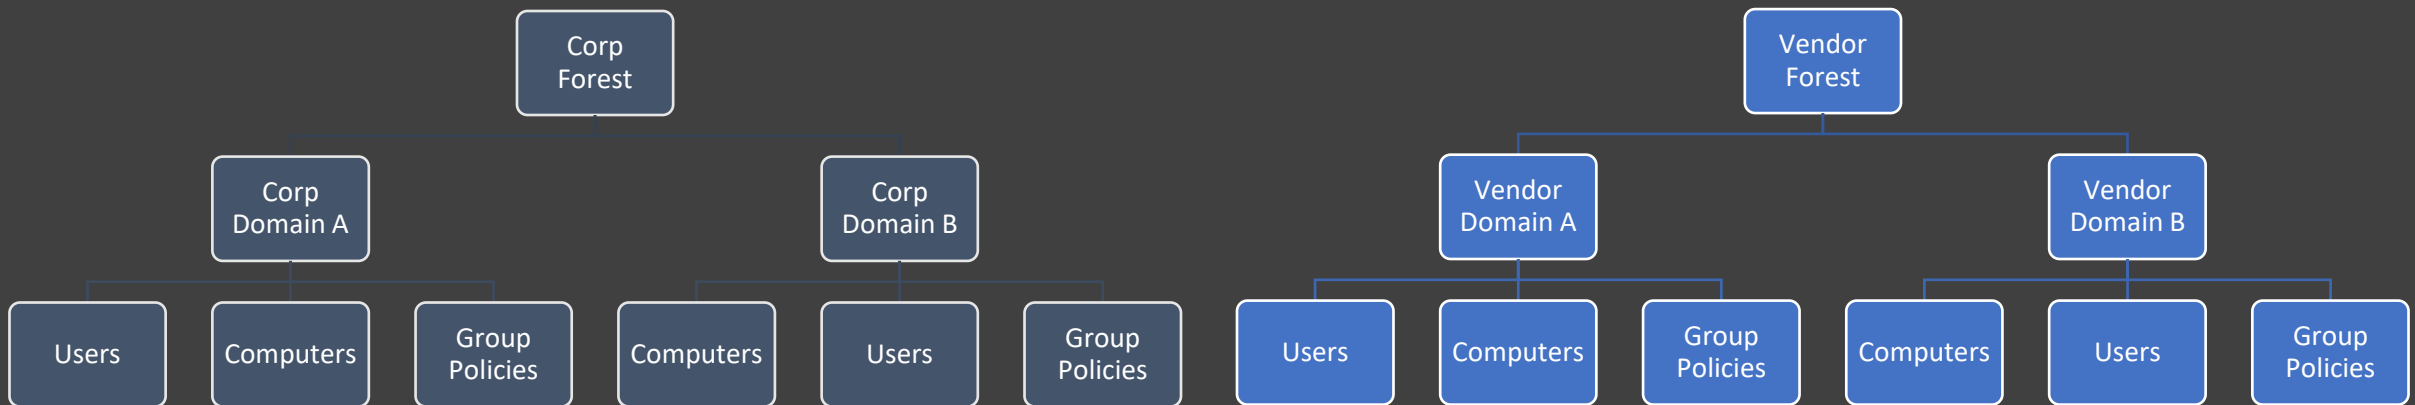 Corp
Forest
Vendor
Forest
Corp
Domain A
Corp
Domain B
Vendor
Domain A
Vendor
Domain B
Users
Computers
Group
Policies
Computers
Users
Group
Policies
Users
Computers
Group
Policies
Computers
Users
Group
Policies